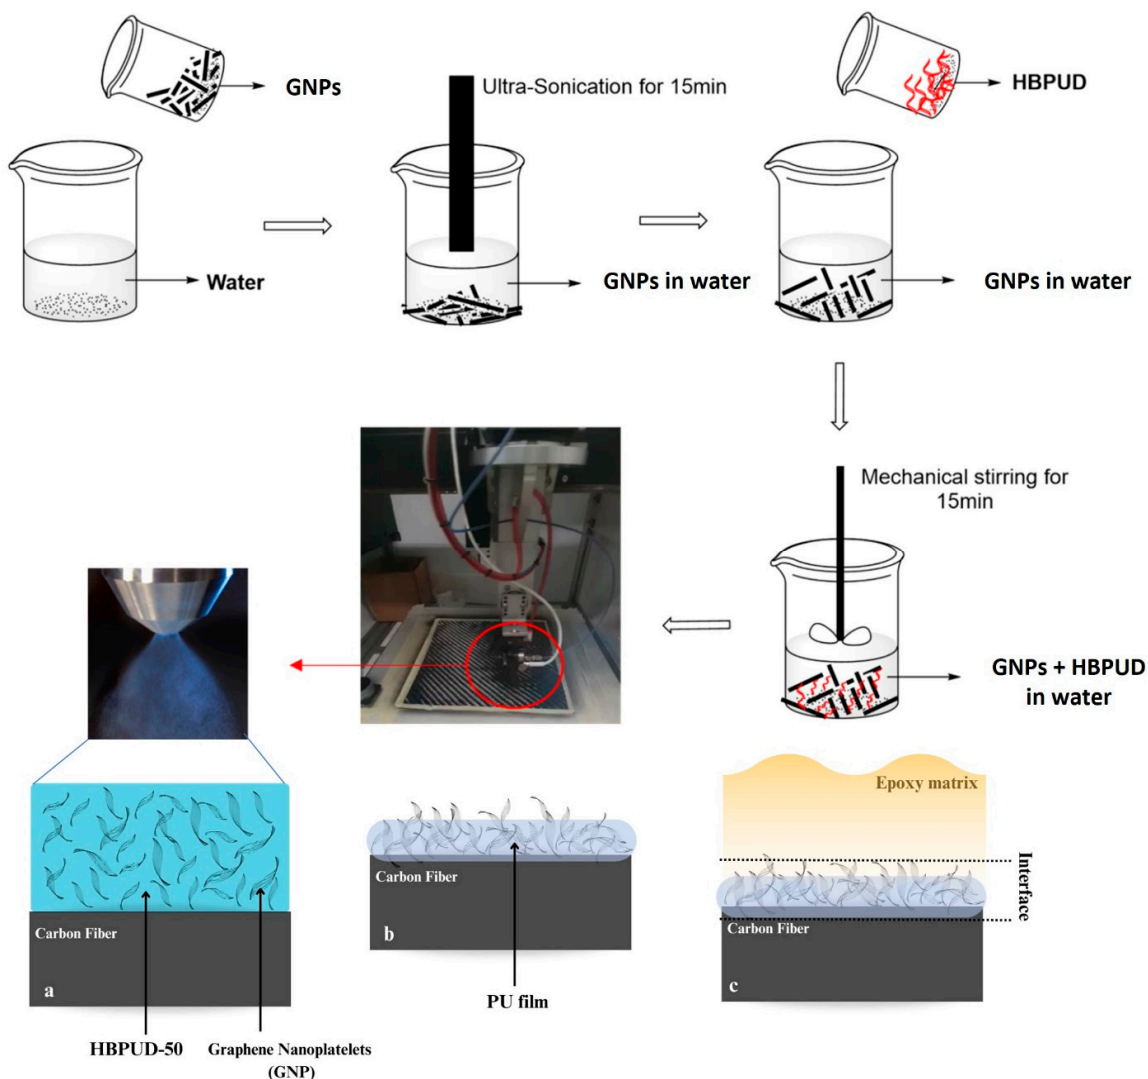 GNPs
Ultra-Sonication for 15min
HBPUD
Water
GNPs in water
GNPs in water
Mechanical stirring for
15min
GNPs + HBPUD
in water
Carbon Fiber
a
HBPUD-50
Graphene Nanoplatelets
(GNP)
Carbon Fiber
b
PU film
Epoxy matrix
Interface
Carbon Fiber
c